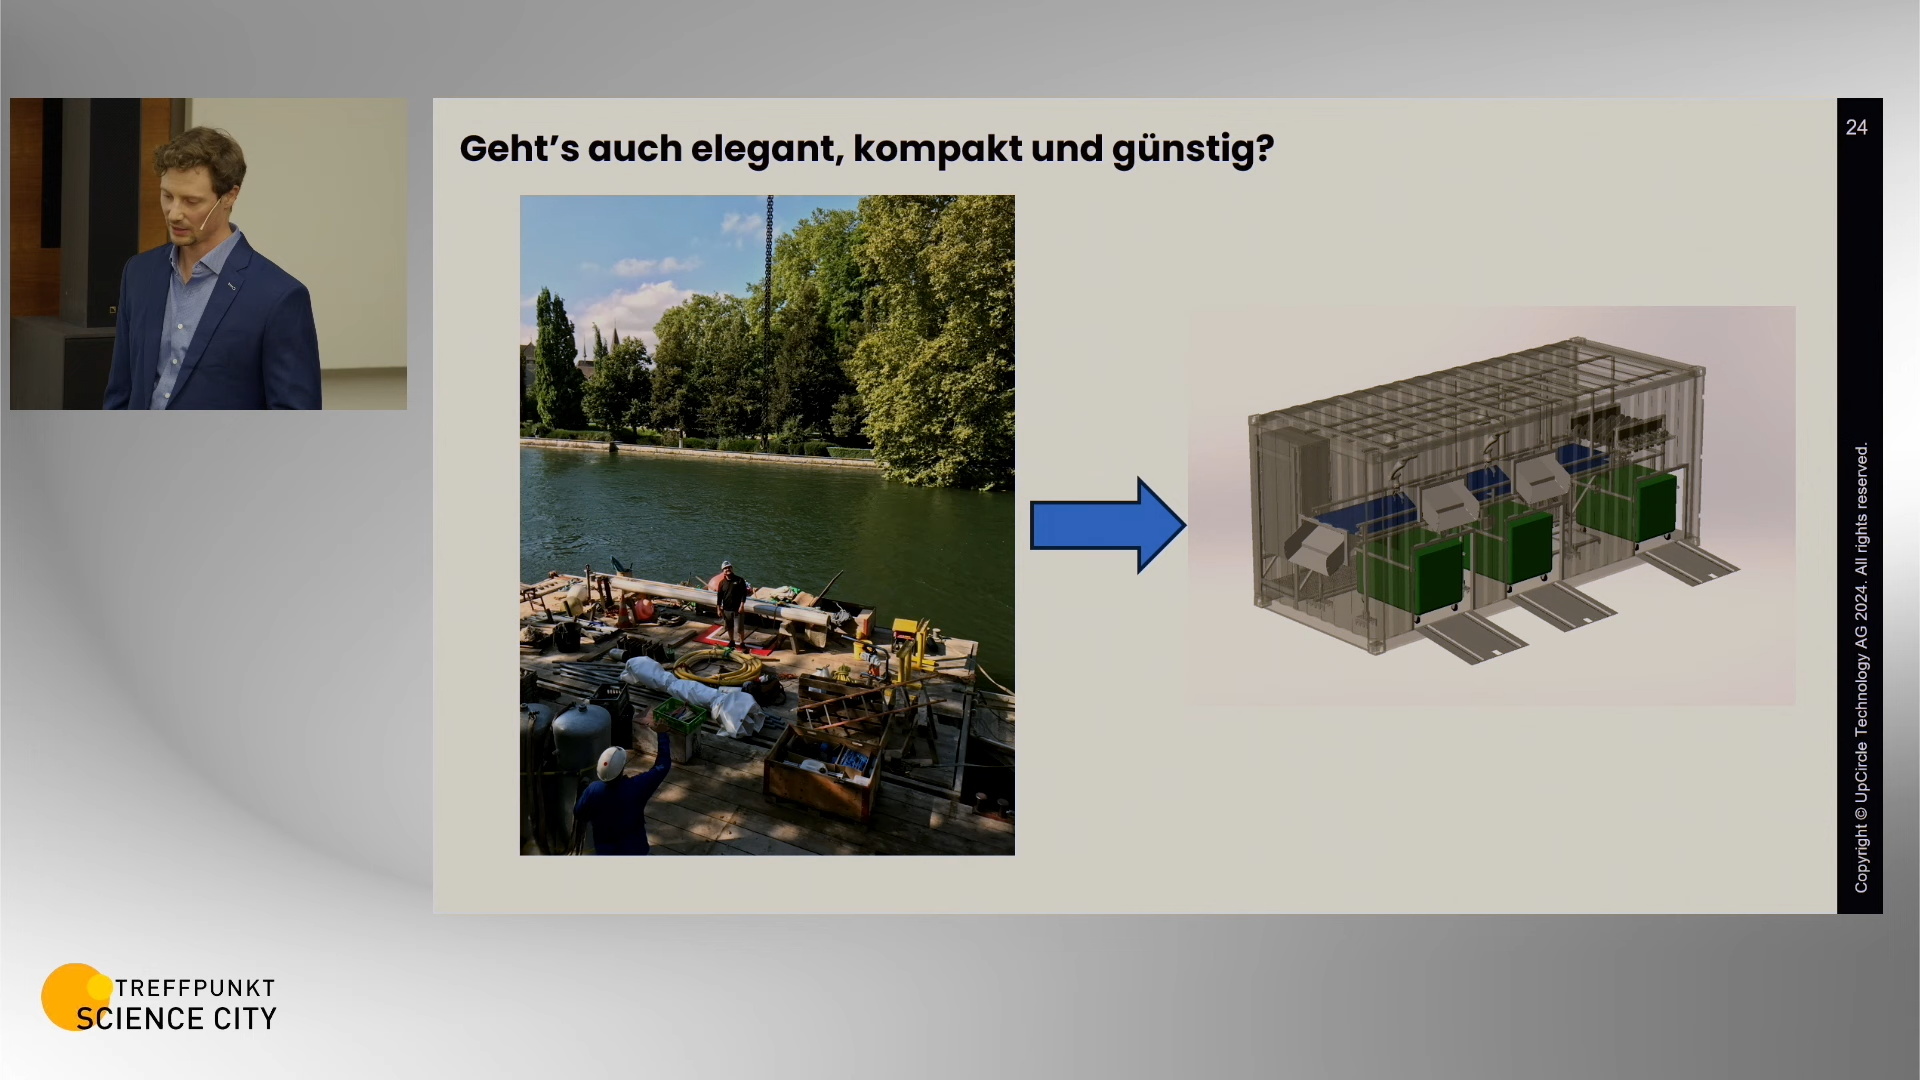 Geht's auch elegant, kompakt und günstig?
24
Copyright © UpCircle Technology AG 2024. All rights reserved.
TREFFPUNKT
SCIENCE CITY